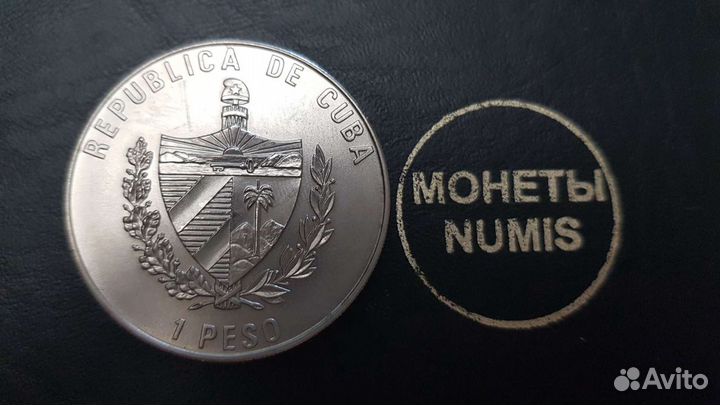 REPUBLICA DE CUBA
1 PESO
МОНЕТЫ
NUMIS
Avito